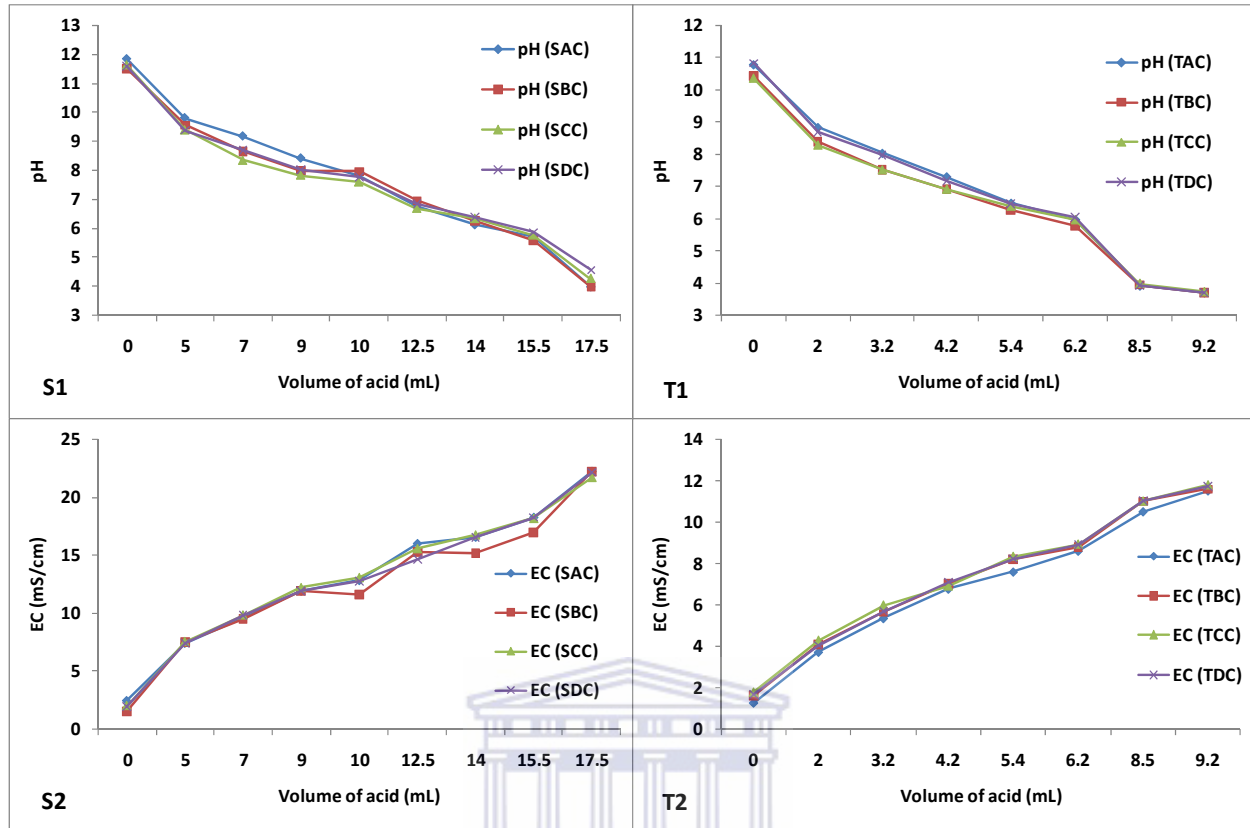 13
12
11
10
9
8
7
6
5
4
3
pH
pH (SAC)
pH (SBC)
pH (SCC)
pH (SDC)
0 5 7 9 10 12.5 14 15.5 17.5
Volume of acid (mL)
S1
12
11
10
9
8
7
6
5
4
3
pH
pH (TAC)
pH (TBC)
pH (TCC)
pH (TDC)
0 2 3.2 4.2 5.4 6.2 8.5 9.2
Volume of acid (mL)
T1
25
20
15
10
5
0
EC (mS/cm)
EC (SAC)
EC (SBC)
EC (SCC)
EC (SDC)
0 5 7 9 10 12.5 14 15.5 17.5
Volume of acid (mL)
S2
14
12
10
8
6
4
2
0
EC (mS/cm)
EC (TAC)
EC (TBC)
EC (TCC)
EC (TDC)
0 2 3.2 4.2 5.4 6.2 8.5 9.2
Volume of acid (mL)
T2